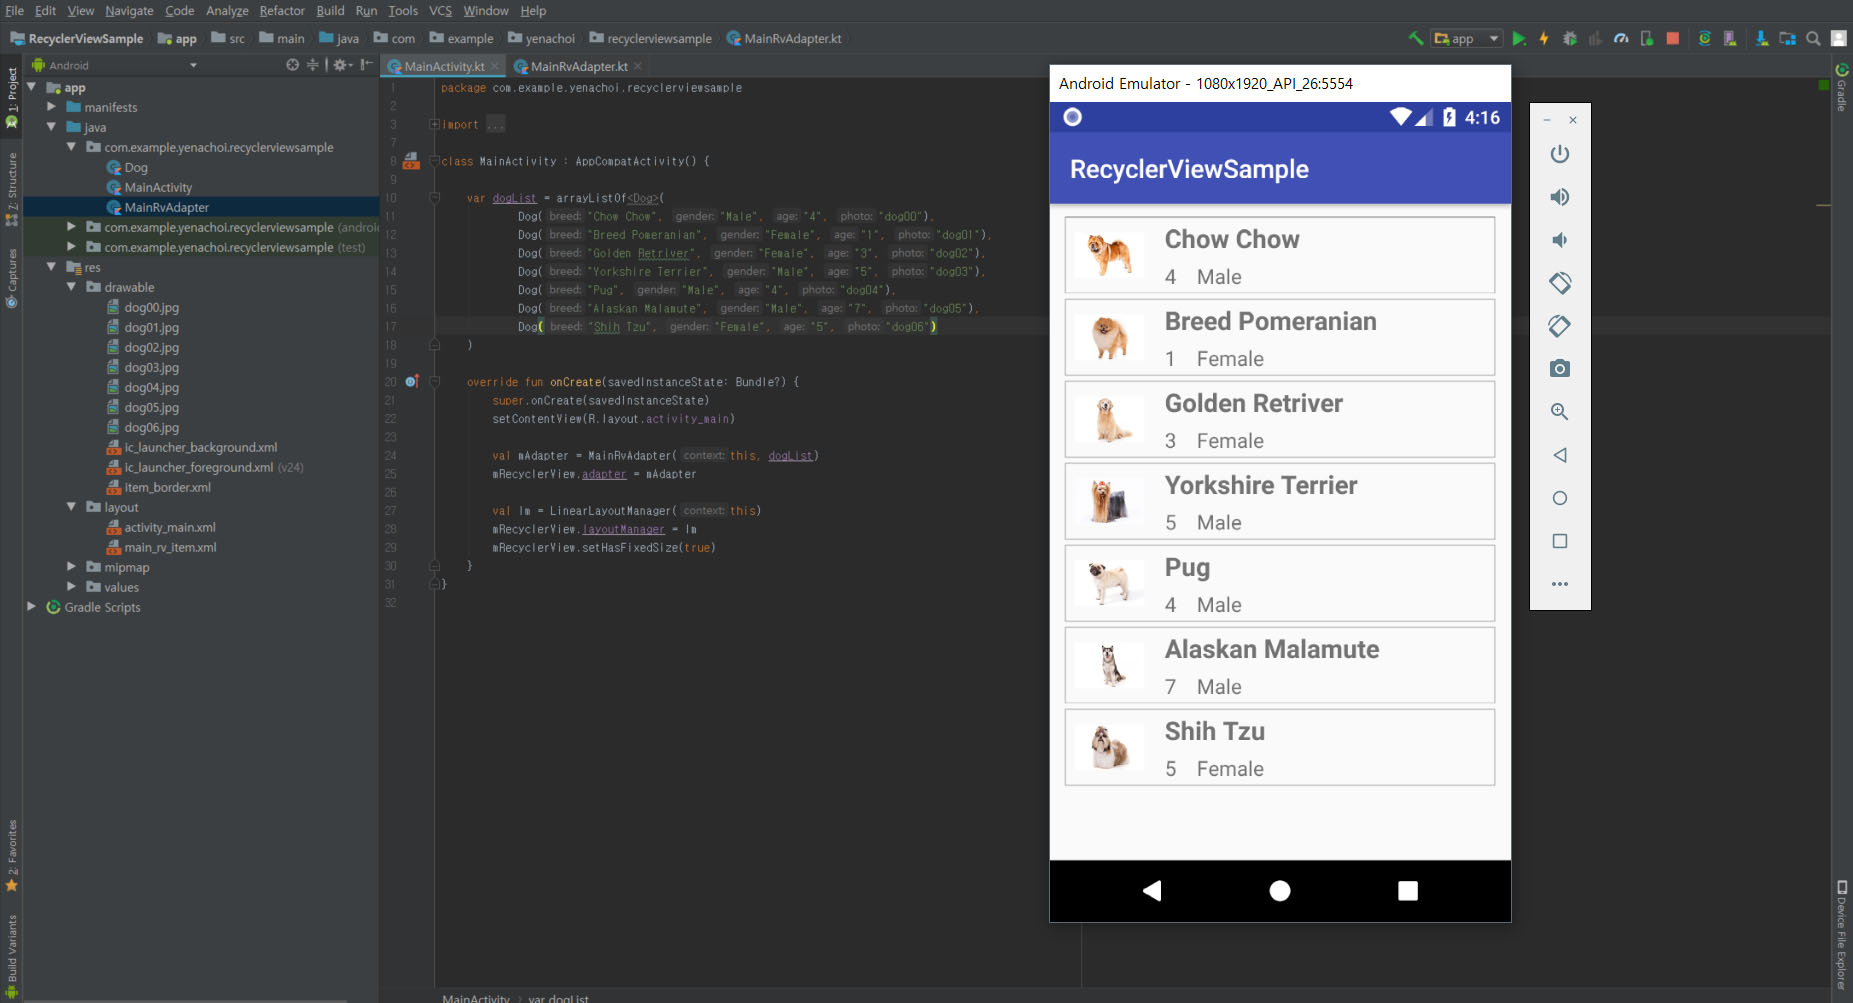 File Edit View Navigate Code Analyze Refactor Build Run Tools VCS Window Help
RecyclerViewSample app src main java com example yenachoi recyclerviewsample MainRvAdapter.kt
app
1: Project
Z: Structure
Captures
2: Favorites
Build Variants
Android
app
manifests
java
com.example.yenachoi.recyclerviewsample
Dog
MainActivity
MainRvAdapter
com.example.yenachoi.recyclerviewsample (androi
com.example.yenachoi.recyclerviewsample (test)
res
drawable
dog00.jpg
dog01.jpg
dog02.jpg
dog03.jpg
dog04.jpg
dog05.jpg
dog06.jpg
ic_launcher_background.xml
ic_launcher_foreground.xml (v24)
item_border.xml
layout
activity_main.xml
main_rv_item.xml
mipmap
values
Gradle Scripts
MainActivity.kt MainRvAdapter.kt
1 package com.example.yenachoi.recyclerviewsample
2
3 import ...
7
8 class MainActivity : AppCompatActivity() {
9
10 var dogList = arrayListOf<Dog>(
11 Dog( breed: "Chow Chow", gender: "Male", age: "4", photo: "dog00"),
12 Dog( breed: "Breed Pomeranian", gender: "Female", age: "1", photo: "dog01"),
13 Dog( breed: "Golden Retriver", gender: "Female", age: "3", photo: "dog02"),
14 Dog( breed: "Yorkshire Terrier", gender: "Male", age: "5", photo: "dog03"),
15 Dog( breed: "Pug", gender: "Male", age: "4", photo: "dog04"),
16 Dog( breed: "Alaskan Malamute", gender: "Male", age: "7", photo: "dog05"),
17 Dog( breed: "Shih Tzu", gender: "Female", age: "5", photo: "dog06")
18 )
19
20 override fun onCreate(savedInstanceState: Bundle?) {
21 super.onCreate(savedInstanceState)
22 setContentView(R.layout.activity_main)
23
24 val mAdapter = MainRvAdapter( context: this, dogList)
25 mRecyclerView.adapter = mAdapter
26
27 val lm = LinearLayoutManager( context: this)
28 mRecyclerView.layoutManager = lm
29 mRecyclerView.setHasFixedSize(true)
30 }
31 }
32
MainActivity var dogList
Android Emulator - 1080x1920_API_26:5554
4:16
RecyclerViewSample
Chow Chow
4 Male
Breed Pomeranian
1 Female
Golden Retriver
3 Female
Yorkshire Terrier
5 Male
Pug
4 Male
Alaskan Malamute
7 Male
Shih Tzu
5 Female
Gradle
Device File Explorer